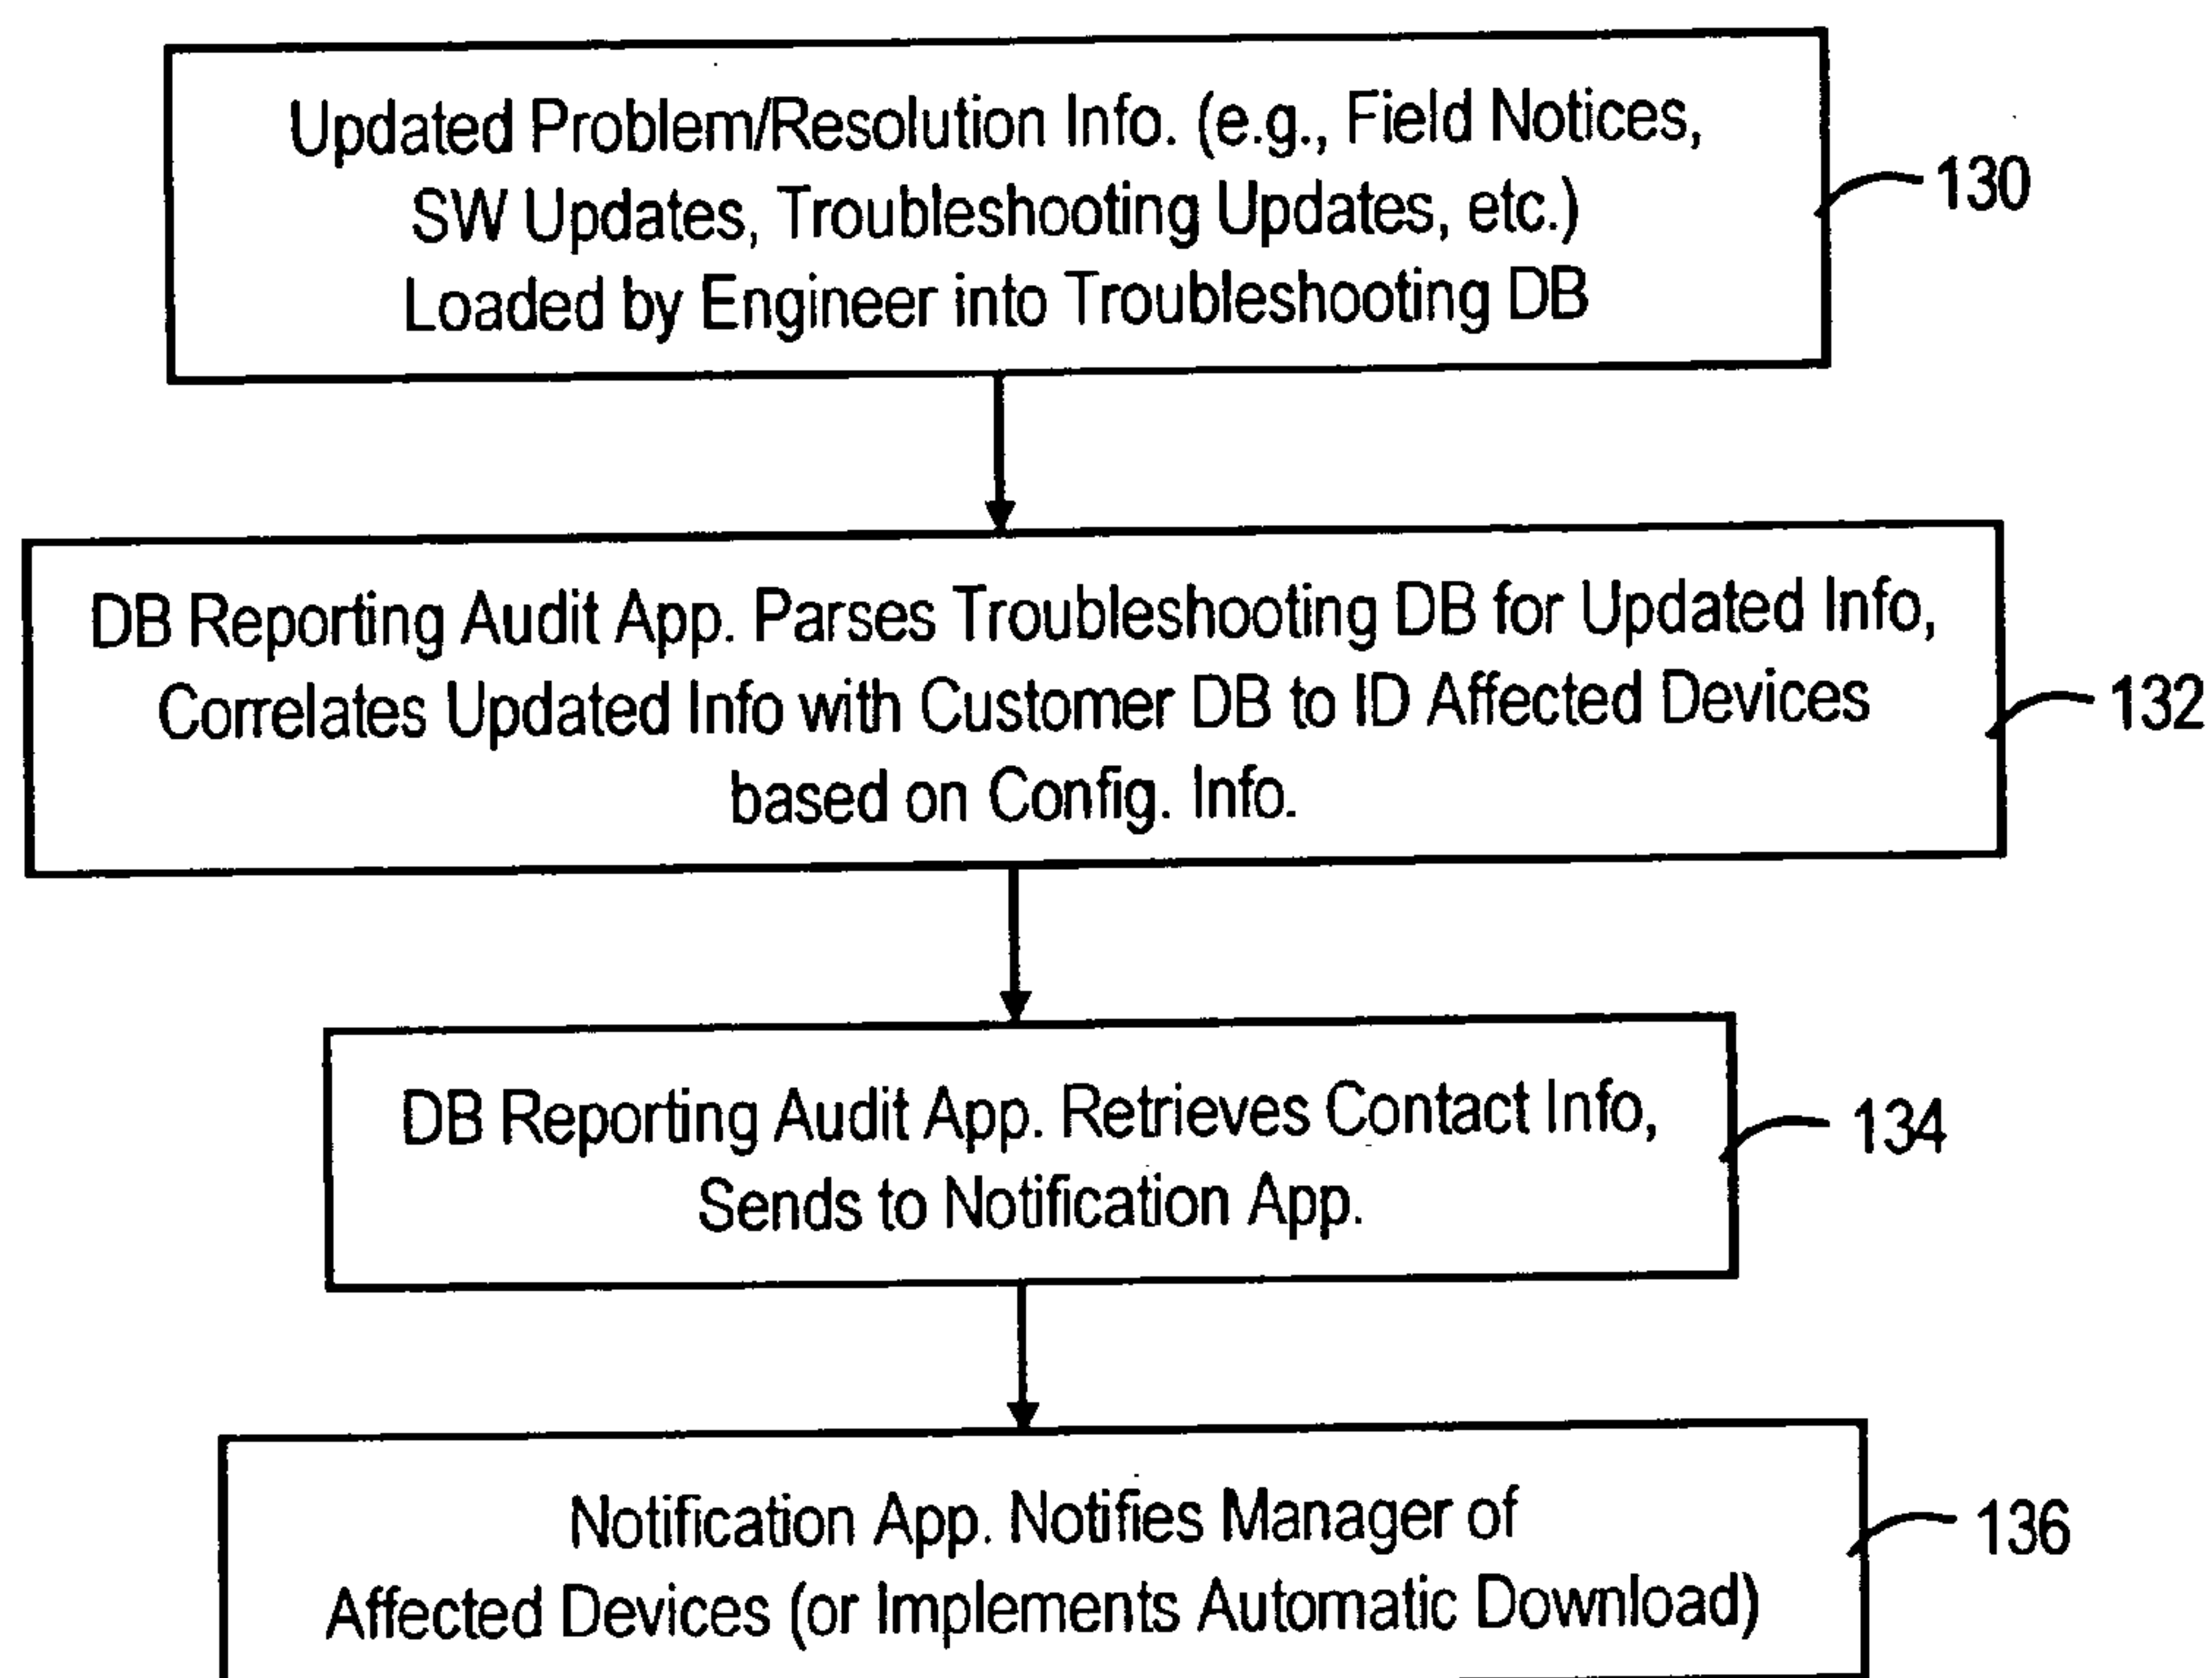 Updated Problem/Resolution Info. (e.g., Field Notices,
SW Updates, Troubleshooting Updates, etc.)
Loaded by Engineer into Troubleshooting DB
130
DB Reporting Audit App. Parses Troubleshooting DB for Updated Info,
Correlates Updated Info with Customer DB to ID Affected Devices
based on Config. Info.
132
DB Reporting Audit App. Retrieves Contact Info,
Sends to Notification App.
134
Notification App. Notifies Manager of
Affected Devices (or Implements Automatic Download)
136